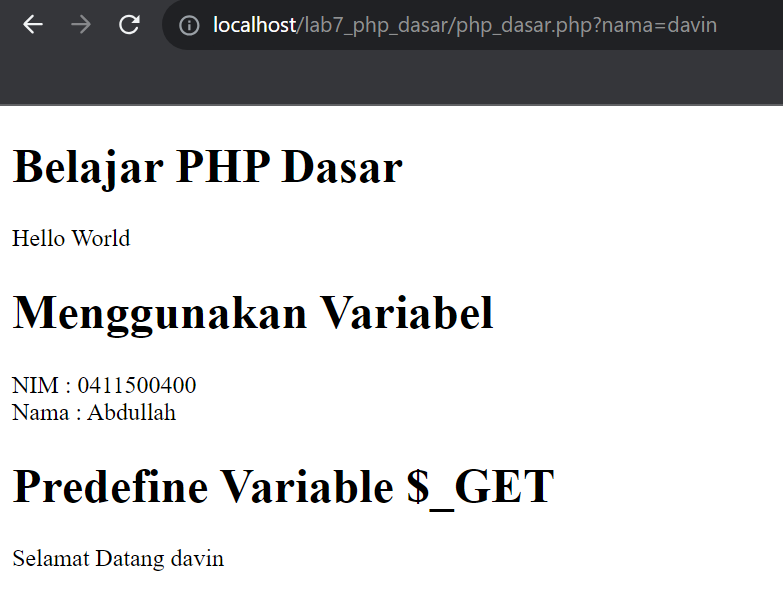 localhost/lab7_php_dasar/php_dasar.php?nama=davin
Belajar PHP Dasar
Hello World
Menggunakan Variabel
NIM : 0411500400
Nama : Abdullah
Predefine Variable $_GET
Selamat Datang davin